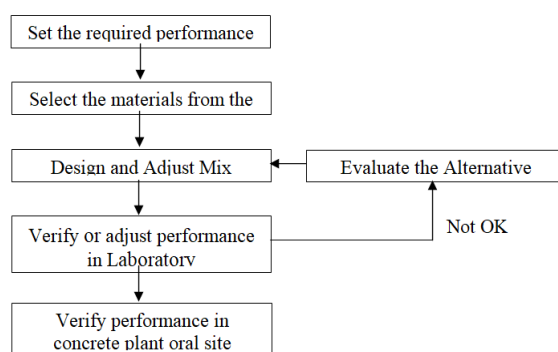 Set the required performance
Select the materials from the
Design and Adjust Mix
Evaluate the Alternative
Verify or adjust performance
in Laboratory
Not OK
Verify performance in
concrete plant oral site